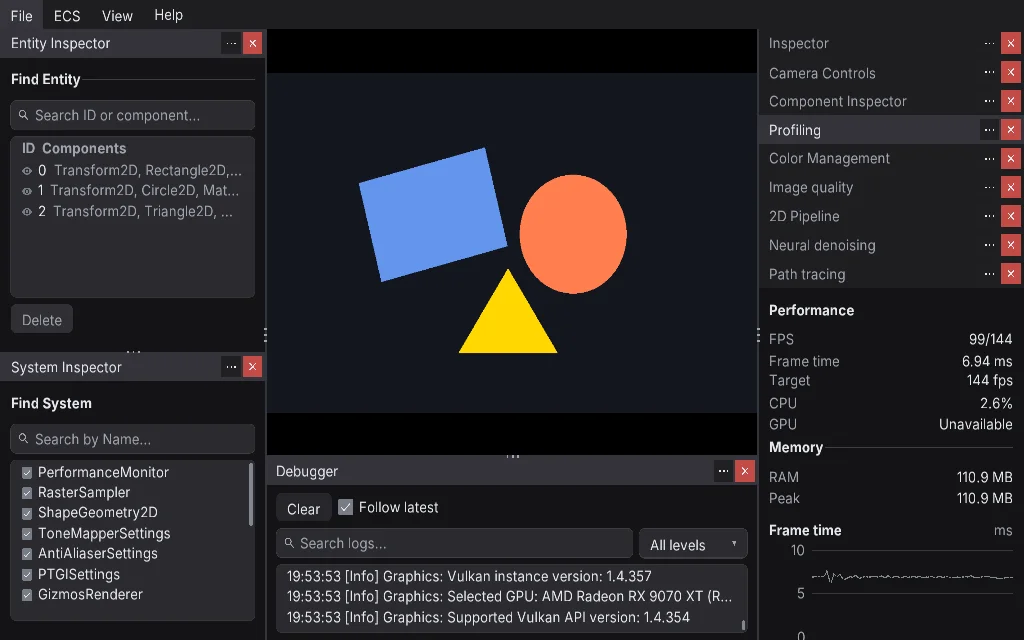 File ECS View Help
Entity Inspector
Find Entity
Search ID or component...
ID Components
0 Transform2D, Rectangle2D,...
1 Transform2D, Circle2D, Mat...
2 Transform2D, Triangle2D, ...
Delete
System Inspector
Find System
Search by Name...
PerformanceMonitor
RasterSampler
ShapeGeometry2D
ToneMapperSettings
AntiAliaserSettings
PTGISettings
GizmosRenderer
Debugger
Clear
Follow latest
Search logs...
All levels
19:53:53 [Info] Graphics: Vulkan instance version: 1.4.357
19:53:53 [Info] Graphics: Selected GPU: AMD Radeon RX 9070 XT (R...
19:53:53 [Info] Graphics: Supported Vulkan API version: 1.4.354
Inspector
Camera Controls
Component Inspector
Profiling
Color Management
Image quality
2D Pipeline
Neural denoising
Path tracing
Performance
FPS 99/144
Frame time 6.94 ms
Target 144 fps
CPU 2.6%
GPU Unavailable
Memory
RAM 110.9 MB
Peak 110.9 MB
Frame time ms
10
5
0